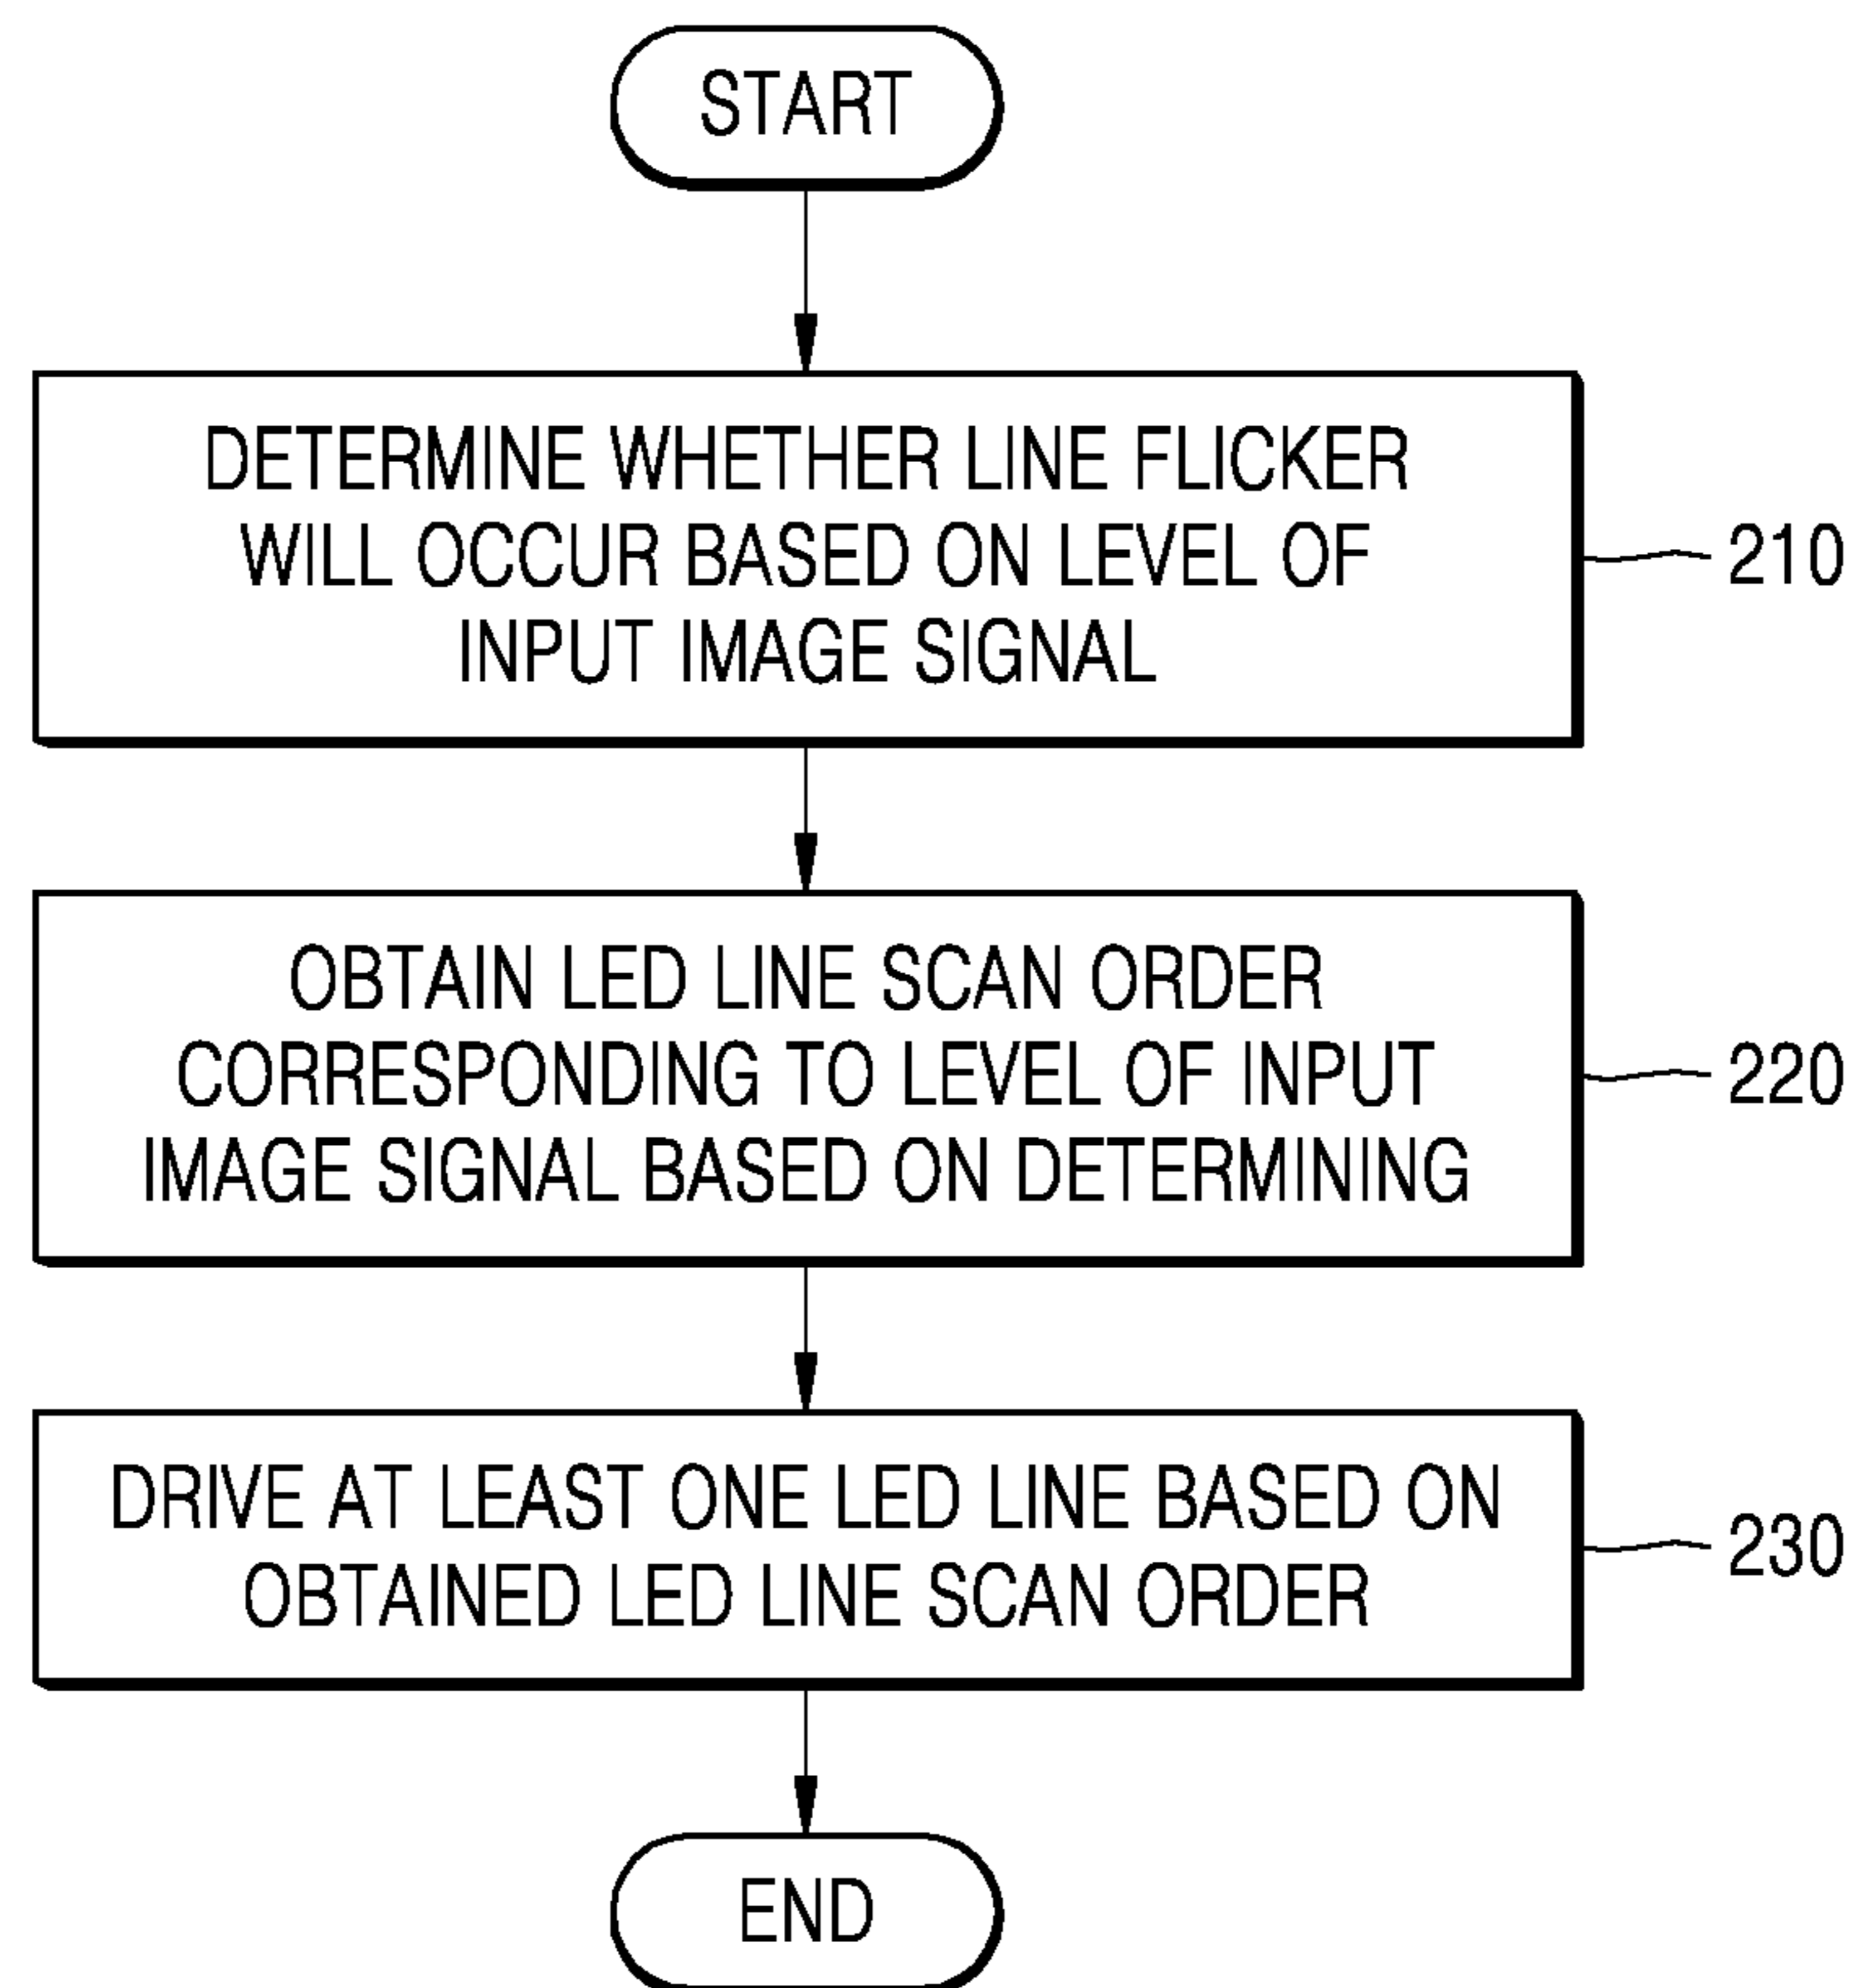 START
DETERMINE WHETHER LINE FLICKER
WILL OCCUR BASED ON LEVEL OF
INPUT IMAGE SIGNAL
210
OBTAIN LED LINE SCAN ORDER
CORRESPONDING TO LEVEL OF INPUT
IMAGE SIGNAL BASED ON DETERMINING
220
DRIVE AT LEAST ONE LED LINE BASED ON
OBTAINED LED LINE SCAN ORDER
230
END